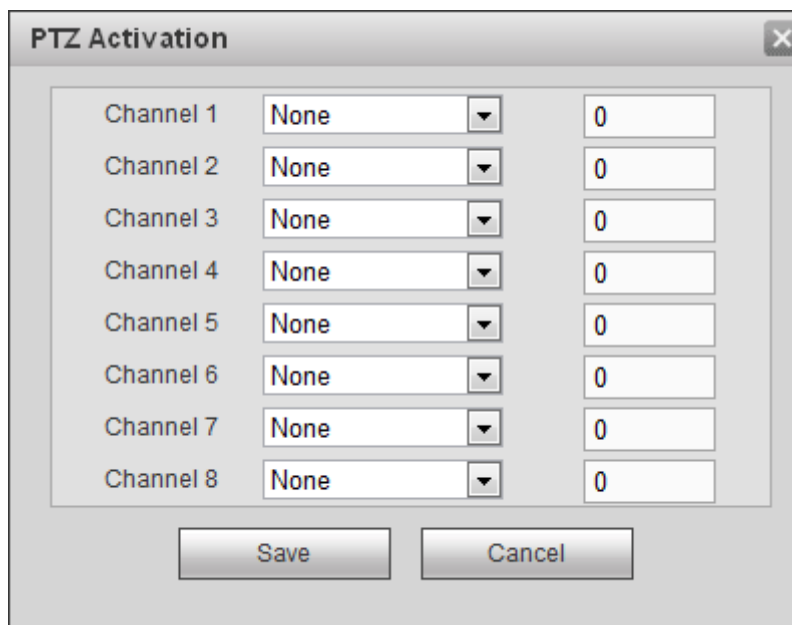 PTZ Activation
Channel 1 None 0
Channel 2 None 0
Channel 3 None 0
Channel 4 None 0
Channel 5 None 0
Channel 6 None 0
Channel 7 None 0
Channel 8 None 0
Save Cancel